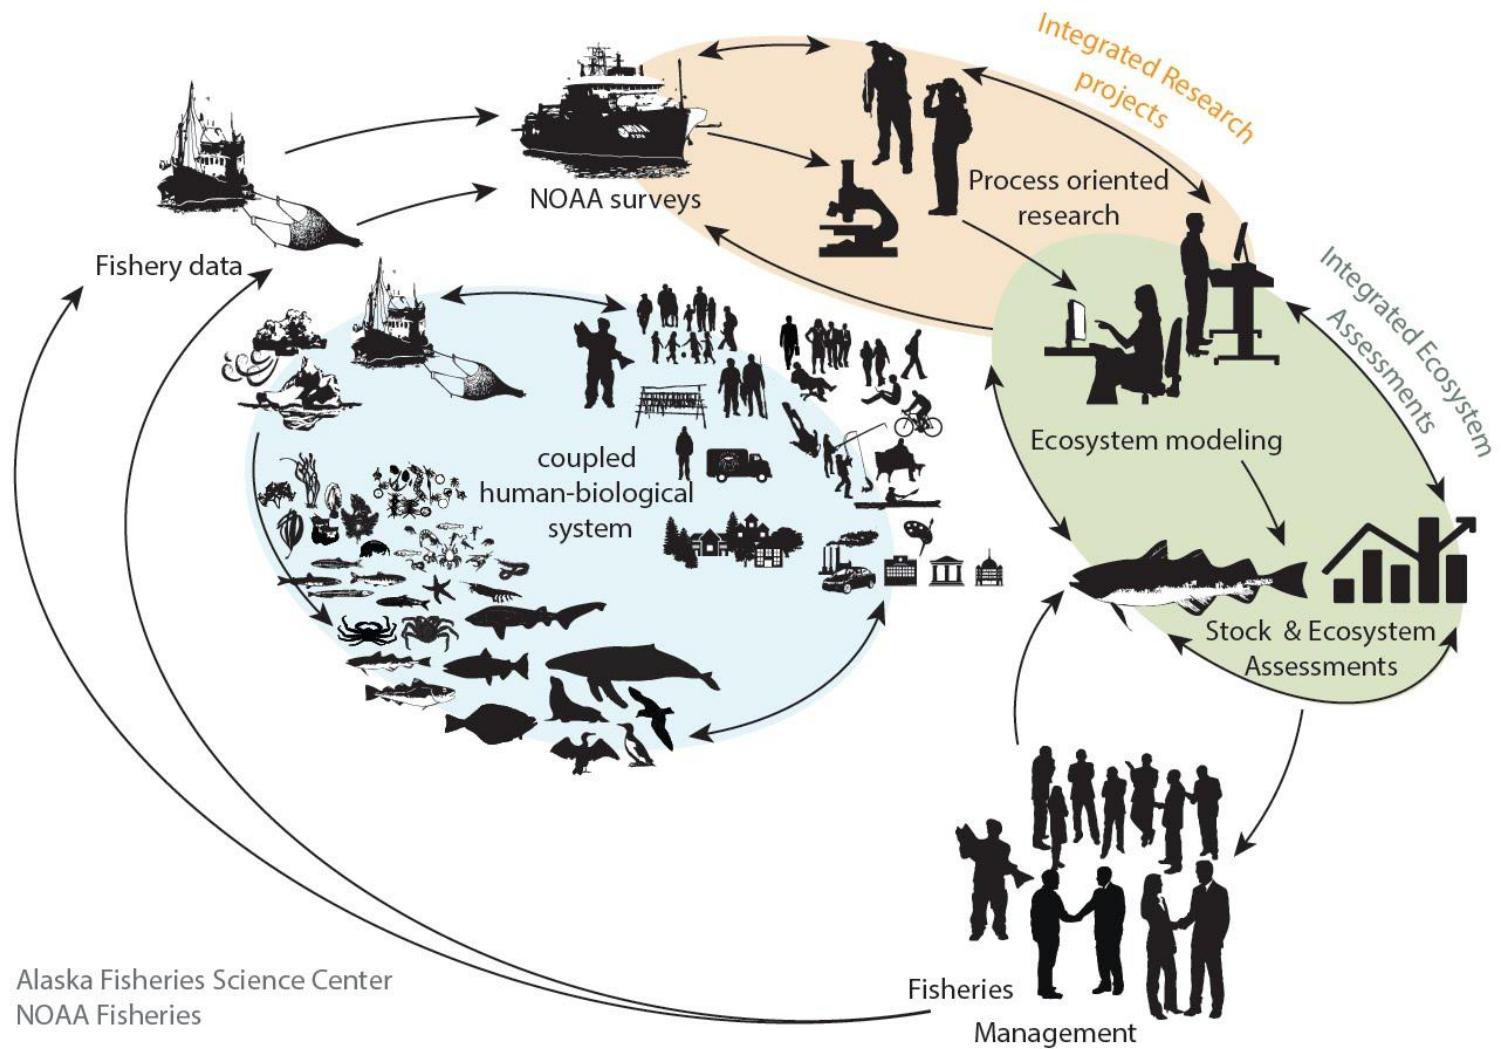 Integrated Research
projects
NOAA surveys
Process oriented
research
Fishery data
Integrated Ecosystem
Assessments
Ecosystem modeling
coupled
human-biological
system
Stock & Ecosystem
Assessments
Fisheries
Management
Alaska Fisheries Science Center
NOAA Fisheries